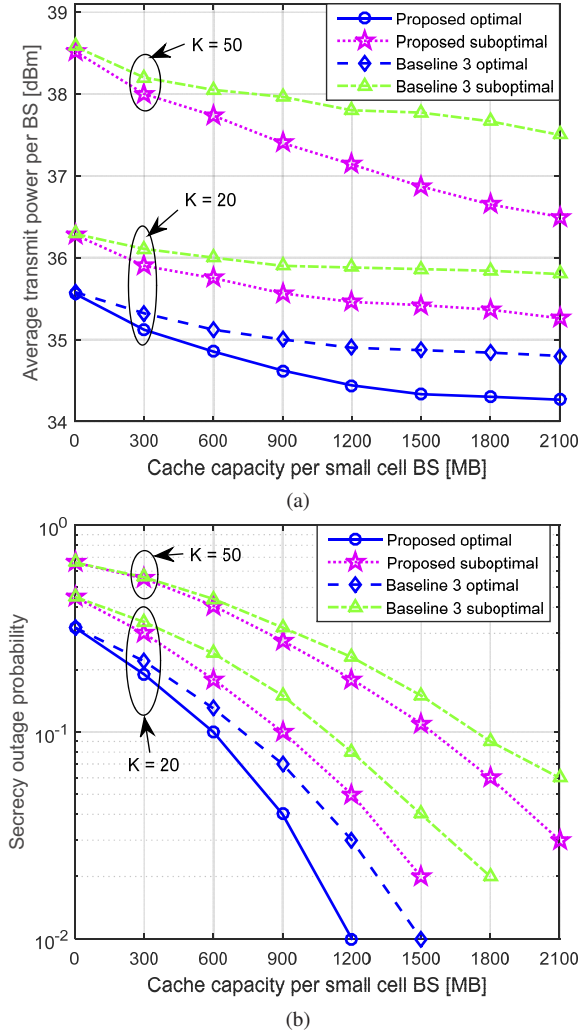 39
38
37
36
35
34
Average transmit power per BS [dBm]
Proposed optimal
Proposed suboptimal
Baseline 3 optimal
Baseline 3 suboptimal
K = 50
K = 20
0 300 600 900 1200 1500 1800 2100
Cache capacity per small cell BS [MB]
(a)
10^0
10^-1
10^-2
Secrecy outage probability
Proposed optimal
Proposed suboptimal
Baseline 3 optimal
Baseline 3 suboptimal
K = 50
K = 20
0 300 600 900 1200 1500 1800 2100
Cache capacity per small cell BS [MB]
(b)